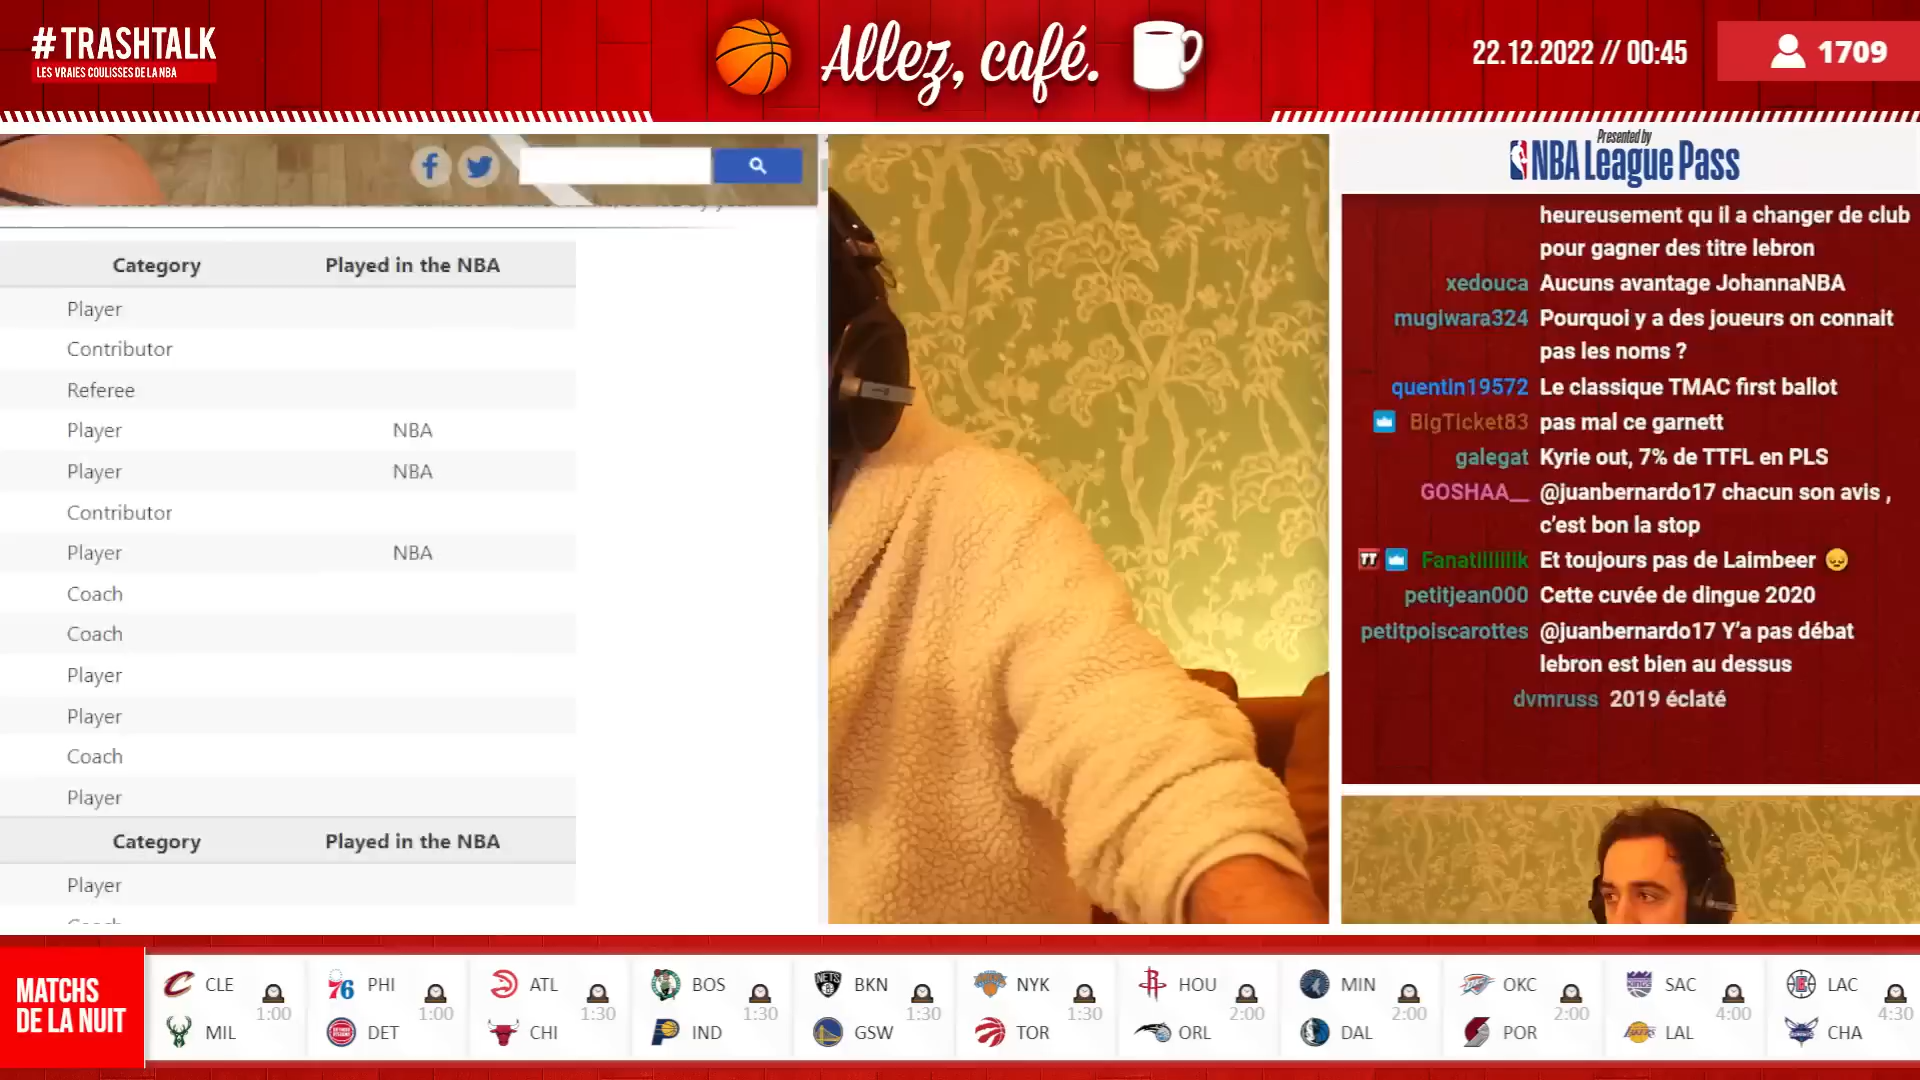 #TRASHTALK
LES VRAIES COULISSES DE LA NBA
Allez, café.
22.12.2022 // 00:45
1709
Category Played in the NBA
Player
Contributor
Referee
Player NBA
Player NBA
Contributor
Player NBA
Coach
Coach
Player
Player
Coach
Player
Category Played in the NBA
Player
Presented by
NBA League Pass
heureusement qu il a changer de club
pour gagner des titre lebron
xedouca Aucuns avantage JohannaNBA
mugiwara324 Pourquoi y a des joueurs on connait
pas les noms ?
quentin19572 Le classique TMAC first ballot
BigTicket83 pas mal ce garnett
galegat Kyrie out, 7% de TTFL en PLS
GOSHAA__ @juanbernardo17 chacun son avis ,
c'est bon la stop
TT Et toujours pas de Laimbeer 😞
petitjean000 Cette cuvée de dingue 2020
petitpoiscarottes @juanbernardo17 Y'a pas débat
lebron est bien au dessus
dvmruss 2019 éclaté
MATCHS
DE LA NUIT
CLE MIL 1:00
76 PHI DET 1:00
ATL CHI 1:30
BOS IND 1:30
NETS BKN GSW 1:30
NYK TOR 1:30
HOU ORL 2:00
MIN DAL 2:00
OKC POR 2:00
KINGS SAC LAL 4:00
LAC CHA 4:30